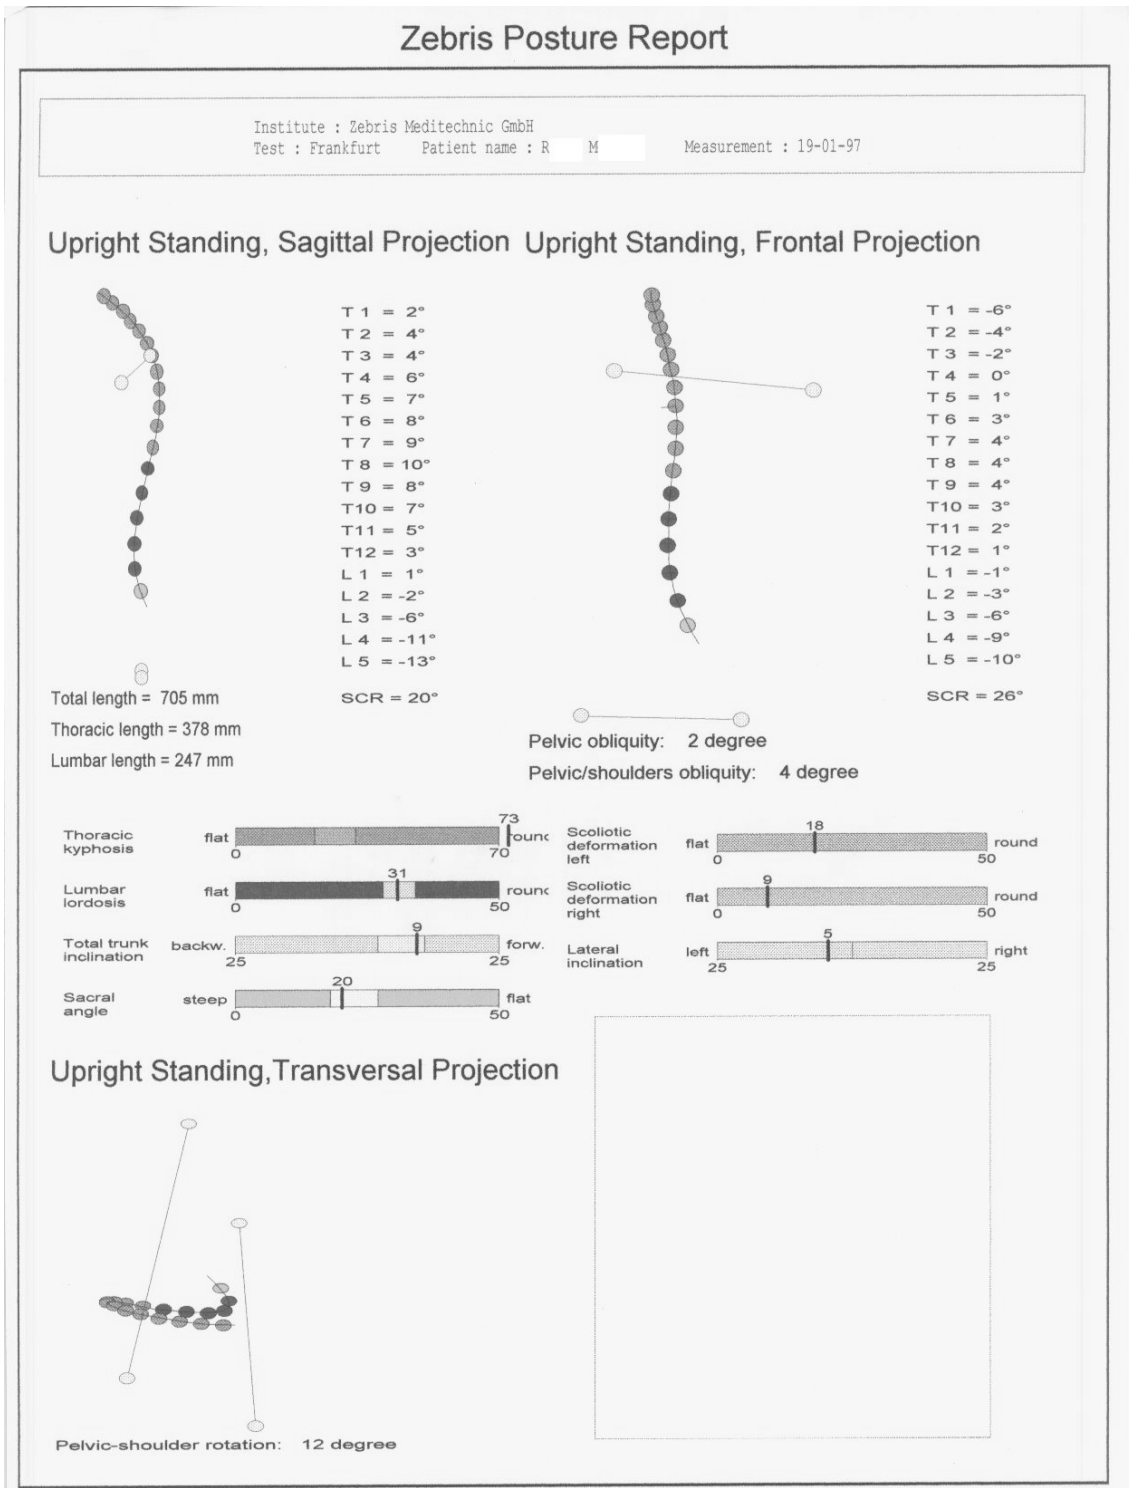 Zebris Posture Report
Institute : Zebris Meditechnic GmbH
Test : Frankfurt Patient name : R M Measurement : 19-01-97
Upright Standing, Sagittal Projection
T 1 = 2°
T 2 = 4°
T 3 = 4°
T 4 = 6°
T 5 = 7°
T 6 = 8°
T 7 = 9°
T 8 = 10°
T 9 = 8°
T10 = 7°
T11 = 5°
T12 = 3°
L 1 = 1°
L 2 = -2°
L 3 = -6°
L 4 = -11°
L 5 = -13°
SCR = 20°
Total length = 705 mm
Thoracic length = 378 mm
Lumbar length = 247 mm
Upright Standing, Frontal Projection
T 1 = -6°
T 2 = -4°
T 3 = -2°
T 4 = 0°
T 5 = 1°
T 6 = 3°
T 7 = 4°
T 8 = 4°
T 9 = 4°
T10 = 3°
T11 = 2°
T12 = 1°
L 1 = -1°
L 2 = -3°
L 3 = -6°
L 4 = -9°
L 5 = -10°
SCR = 26°
Pelvic obliquity: 2 degree
Pelvic/shoulders obliquity: 4 degree
73
Thoracic
kyphosis
flat
rounc
0
70
31
Lumbar
lordosis
flat
rounc
0
50
9
Total trunk
inclination
backw.
forw.
25
25
20
Sacral
angle
steep
flat
0
50
18
Scoliotic
deformation
left
flat
round
0
50
9
Scoliotic
deformation
right
flat
round
0
50
5
Lateral
inclination
left
right
25
25
Upright Standing,Transversal Projection
Pelvic-shoulder rotation: 12 degree